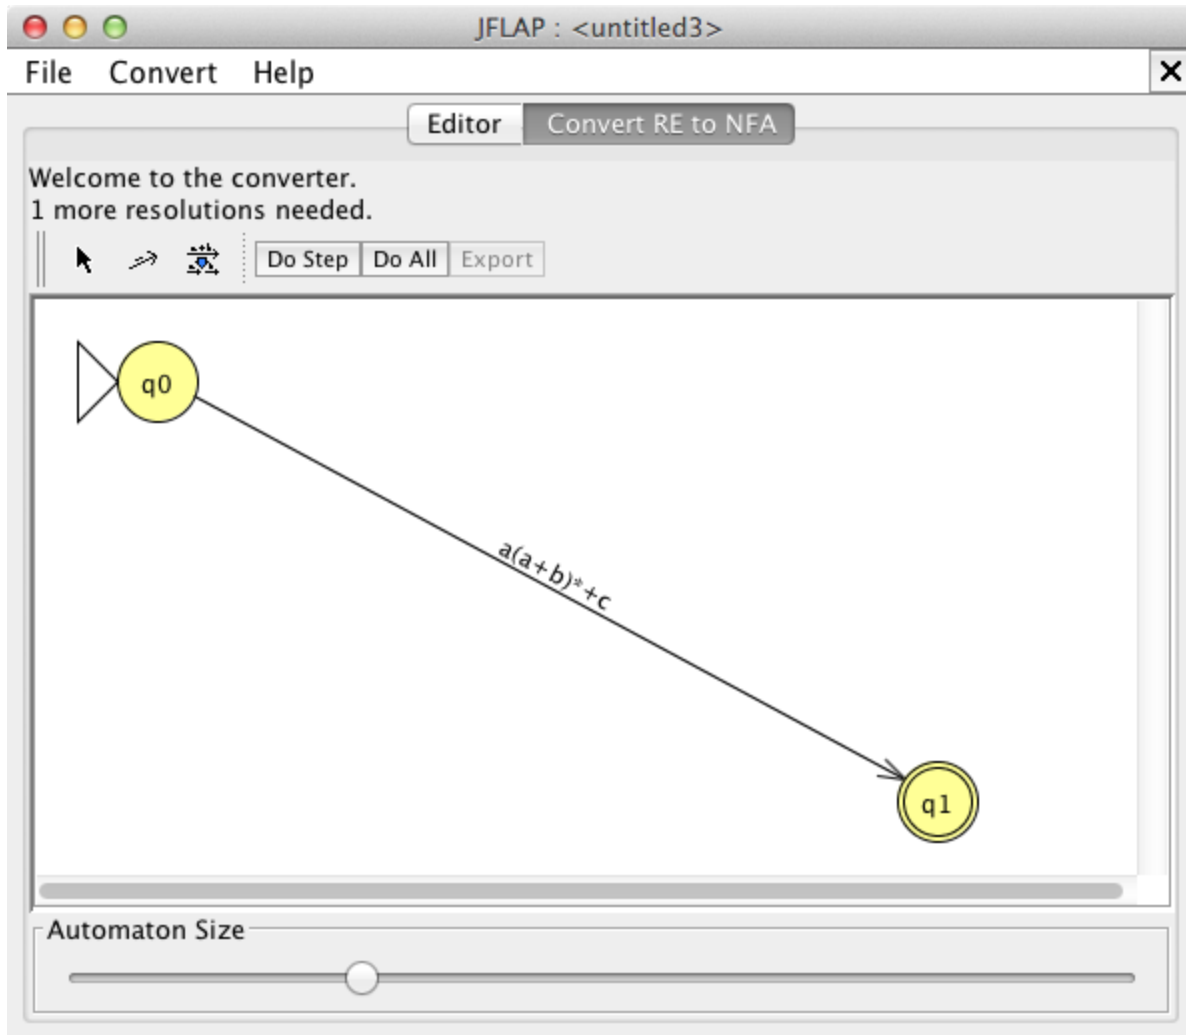 JFLAP : <untitled3>
File Convert Help
Editor Convert RE to NFA
Welcome to the converter.
1 more resolutions needed.
Do Step Do All Export
q0
a(a+b)*+c
q1
Automaton Size